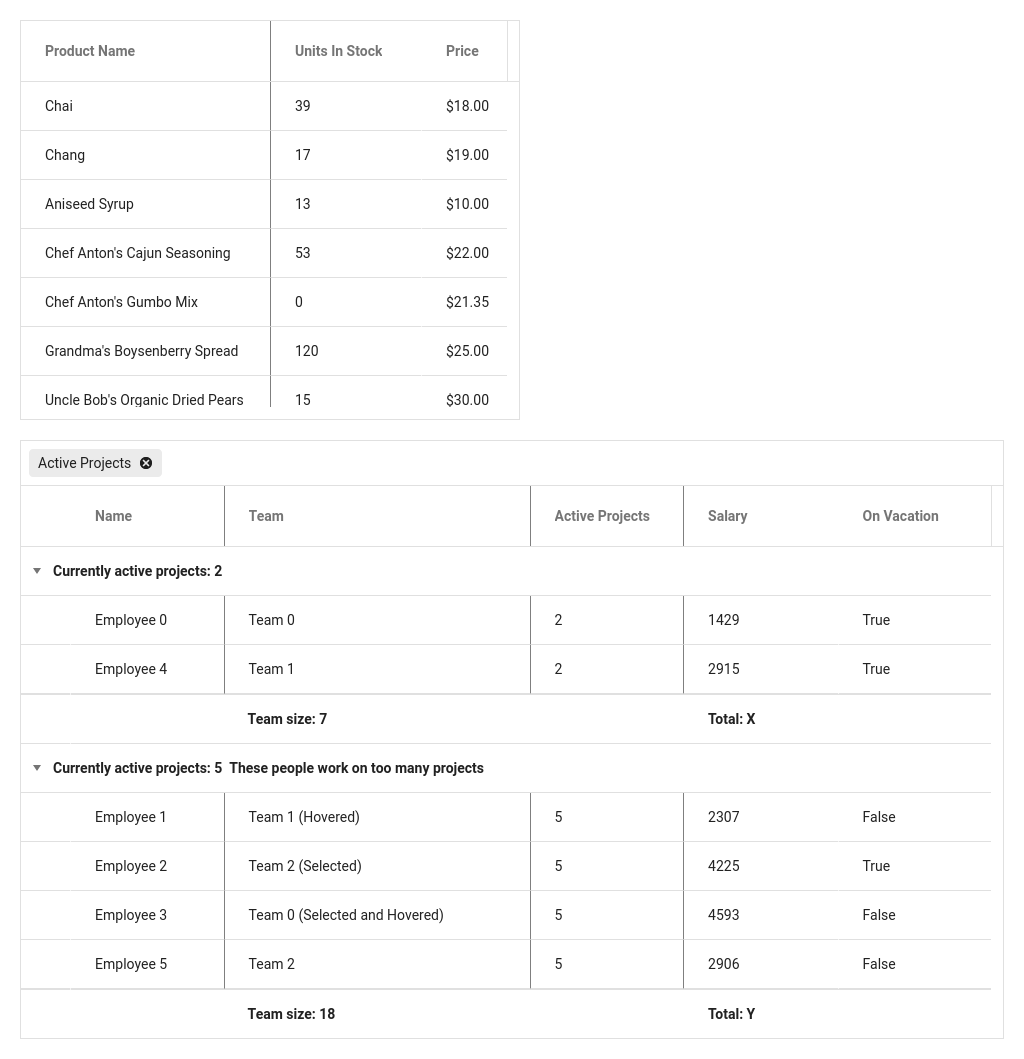 Product Name Units In Stock Price
Chai 39 $18.00
Chang 17 $19.00
Aniseed Syrup 13 $10.00
Chef Anton's Cajun Seasoning 53 $22.00
Chef Anton's Gumbo Mix 0 $21.35
Grandma's Boysenberry Spread 120 $25.00
Uncle Bob's Organic Dried Pears 15 $30.00
Active Projects
Name Team Active Projects Salary On Vacation
Currently active projects: 2
Employee 0 Team 0 2 1429 True
Employee 4 Team 1 2 2915 True
Team size: 7 Total: X
Currently active projects: 5 These people work on too many projects
Employee 1 Team 1 (Hovered) 5 2307 False
Employee 2 Team 2 (Selected) 5 4225 True
Employee 3 Team 0 (Selected and Hovered) 5 4593 False
Employee 5 Team 2 5 2906 False
Team size: 18 Total: Y